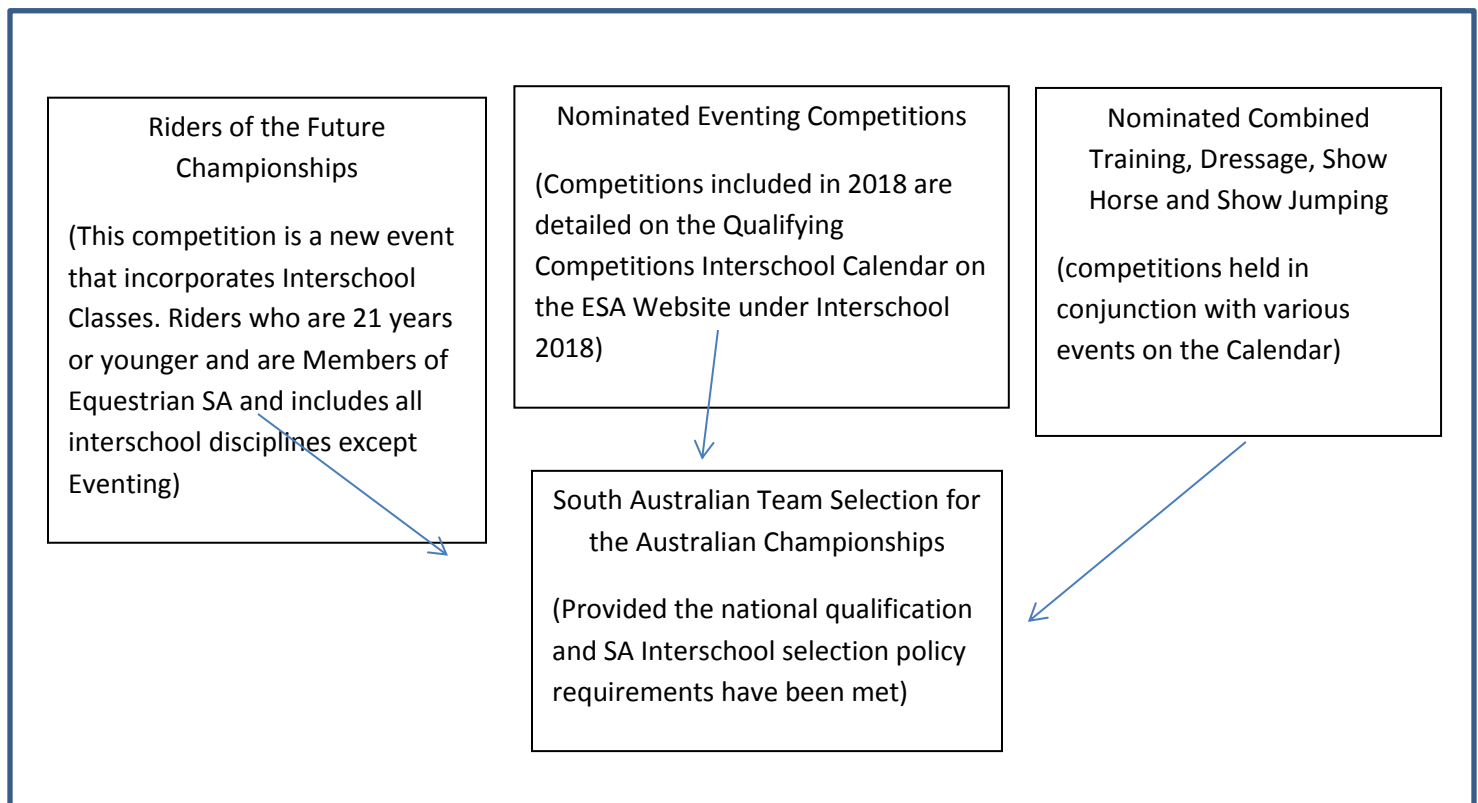 Riders of the Future
Championships
(This competition is a new event
that incorporates Interschool
Classes. Riders who are 21 years
or younger and are Members of
Equestrian SA and includes all
interschool disciplines except
Eventing)
Nominated Eventing Competitions
(Competitions included in 2018 are
detailed on the Qualifying
Competitions Interschool Calendar on
the ESA Website under Interschool
2018)
Nominated Combined
Training, Dressage, Show
Horse and Show Jumping
(competitions held in
conjunction with various
events on the Calendar)
South Australian Team Selection for
the Australian Championships
(Provided the national qualification
and SA Interschool selection policy
requirements have been met)